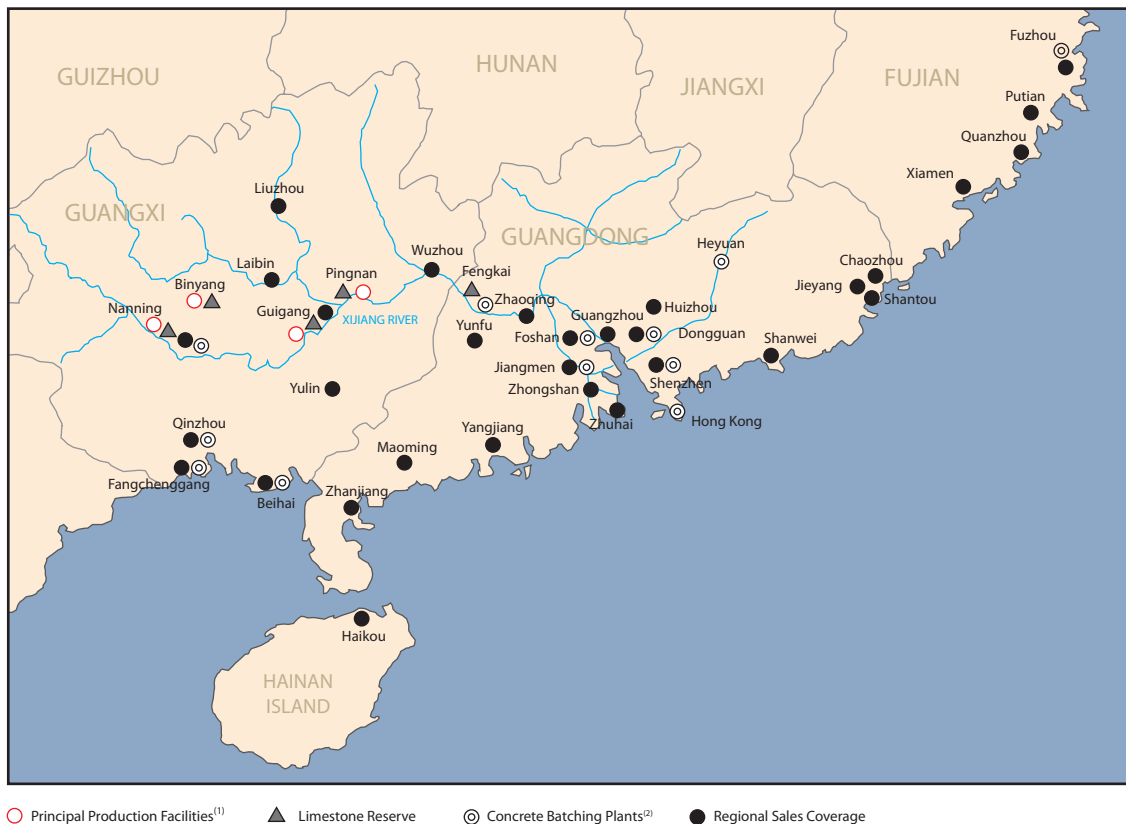 Fuzhou
GUIZHOU
HUNAN
JIANGXI
FUJIAN
Putian
Quanzhou
Xiamen
Liuzhou
GUANGXI
GUANGDONG
Wuzhou
Heyuan
Laibin
Pingnan
Fengkai
Chaozhou
Binyang
Jieyang
Shantou
Nanning
Guigang
XIJIANG RIVER
Zhaoqing
Huizhou
Yunfu
Foshan
Guangzhou
Dongguan
Shanwei
Jiangmen
Shenzhen
Yulin
Zhongshan
Zhuhai
Hong Kong
Qinzhou
Yangjiang
Maoming
Fangchenggang
Beihai
Zhanjiang
Haikou
HAINAN
ISLAND
Principal Production Facilities(1) Limestone Reserve Concrete Batching Plants(2) Regional Sales Coverage